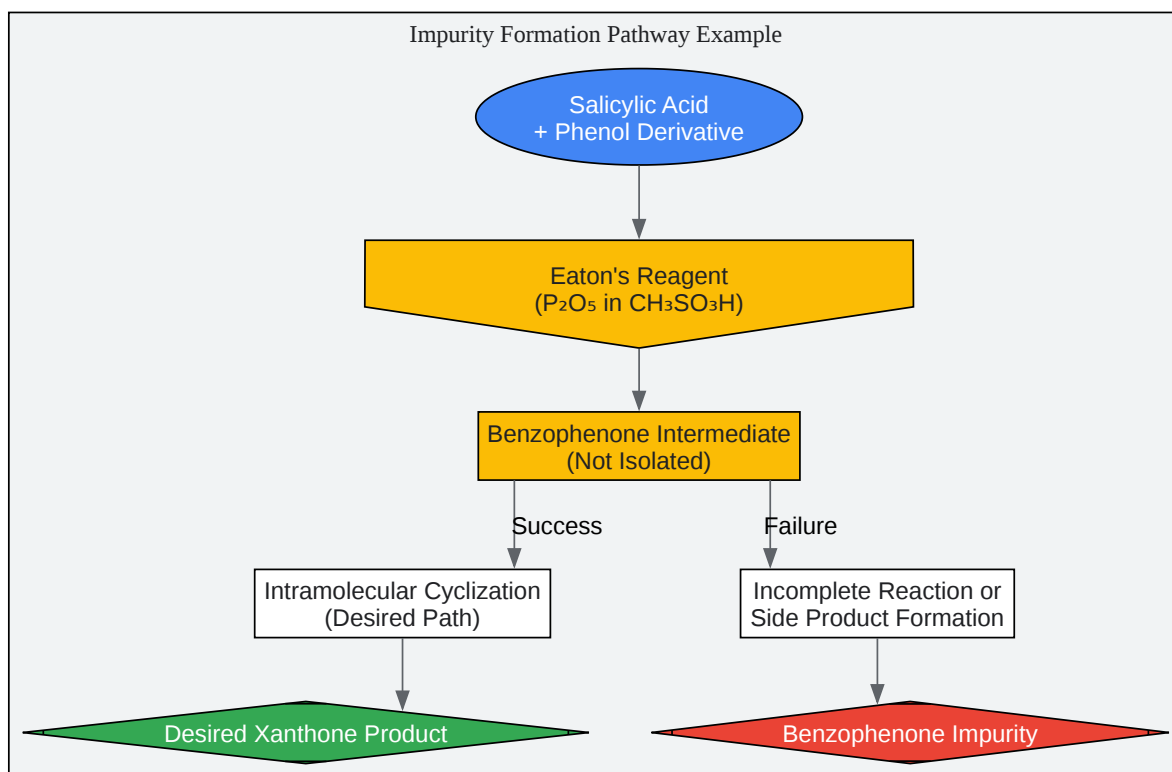 Impurity Formation Pathway Example
Salicylic Acid
+ Phenol Derivative
Eaton's Reagent
(P₂O₅ in CH₃SO₃H)
Benzophenone Intermediate
(Not Isolated)
Success
Failure
Intramolecular Cyclization
(Desired Path)
Incomplete Reaction or
Side Product Formation
Desired Xanthone Product
Benzophenone Impurity